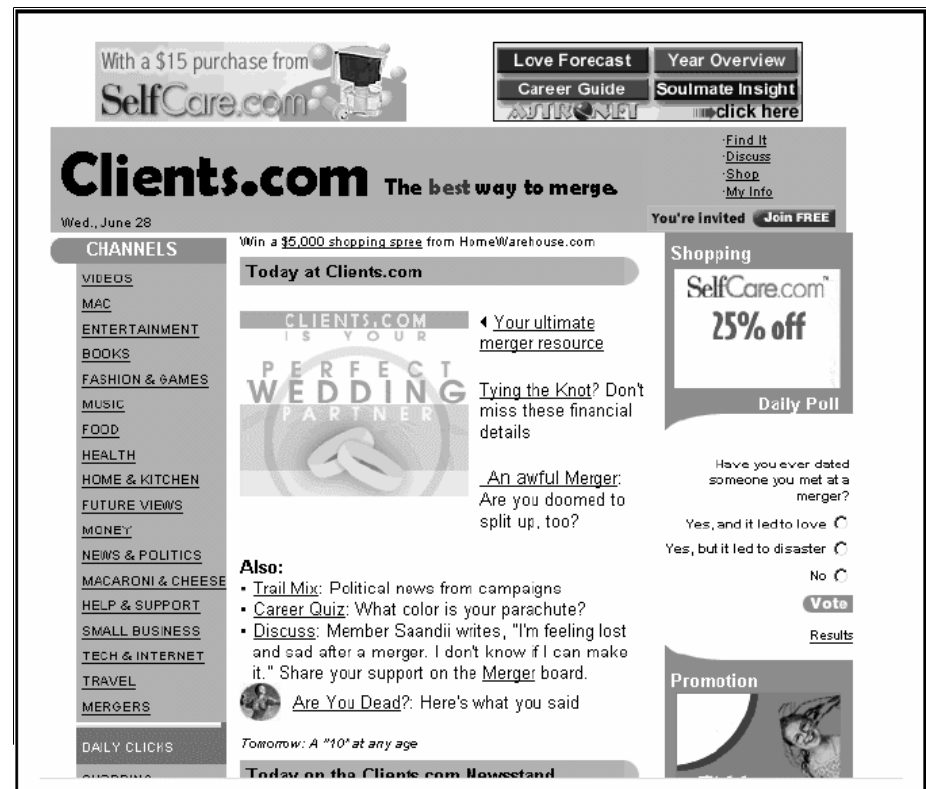 With a $15 purchase from
SelfCare.com
Love Forecast
Year Overview
Career Guide
Soulmate Insight
ASTRONET
click here
Clients.com The best way to merge.
·Find It
·Discuss
·Shop
·My Info
Wed., June 28
You're invited Join FREE
CHANNELS
VIDEOS
MAC
ENTERTAINMENT
BOOKS
FASHION & GAMES
MUSIC
FOOD
HEALTH
HOME & KITCHEN
FUTURE VIEWS
MONEY
NEWS & POLITICS
MACARONI & CHEESE
HELP & SUPPORT
SMALL BUSINESS
TECH & INTERNET
TRAVEL
MERGERS
DAILY CLICKS
SHOPPING
Win a $5,000 shopping spree from HomeWarehouse.com
Today at Clients.com
CLIENTS.COM
IS YOUR
PERFECT
WEDDING
PARTNER
Your ultimate
merger resource
Tying the Knot? Don't
miss these financial
details
An awful Merger:
Are you doomed to
split up, too?
Also:
▪ Trail Mix: Political news from campaigns
▪ Career Quiz: What color is your parachute?
▪ Discuss: Member Saandii writes, "I'm feeling lost
and sad after a merger. I don't know if I can make
it." Share your support on the Merger board.
Are You Dead?: Here's what you said
Tomorrow: A "10" at any age
Today on the Clients.com Newsstand
Shopping
SelfCare.com™
25% off
Daily Poll
Have you ever dated
someone you met at a
merger?
Yes, and it led to love
Yes, but it led to disaster
No
Vote
Results
Promotion